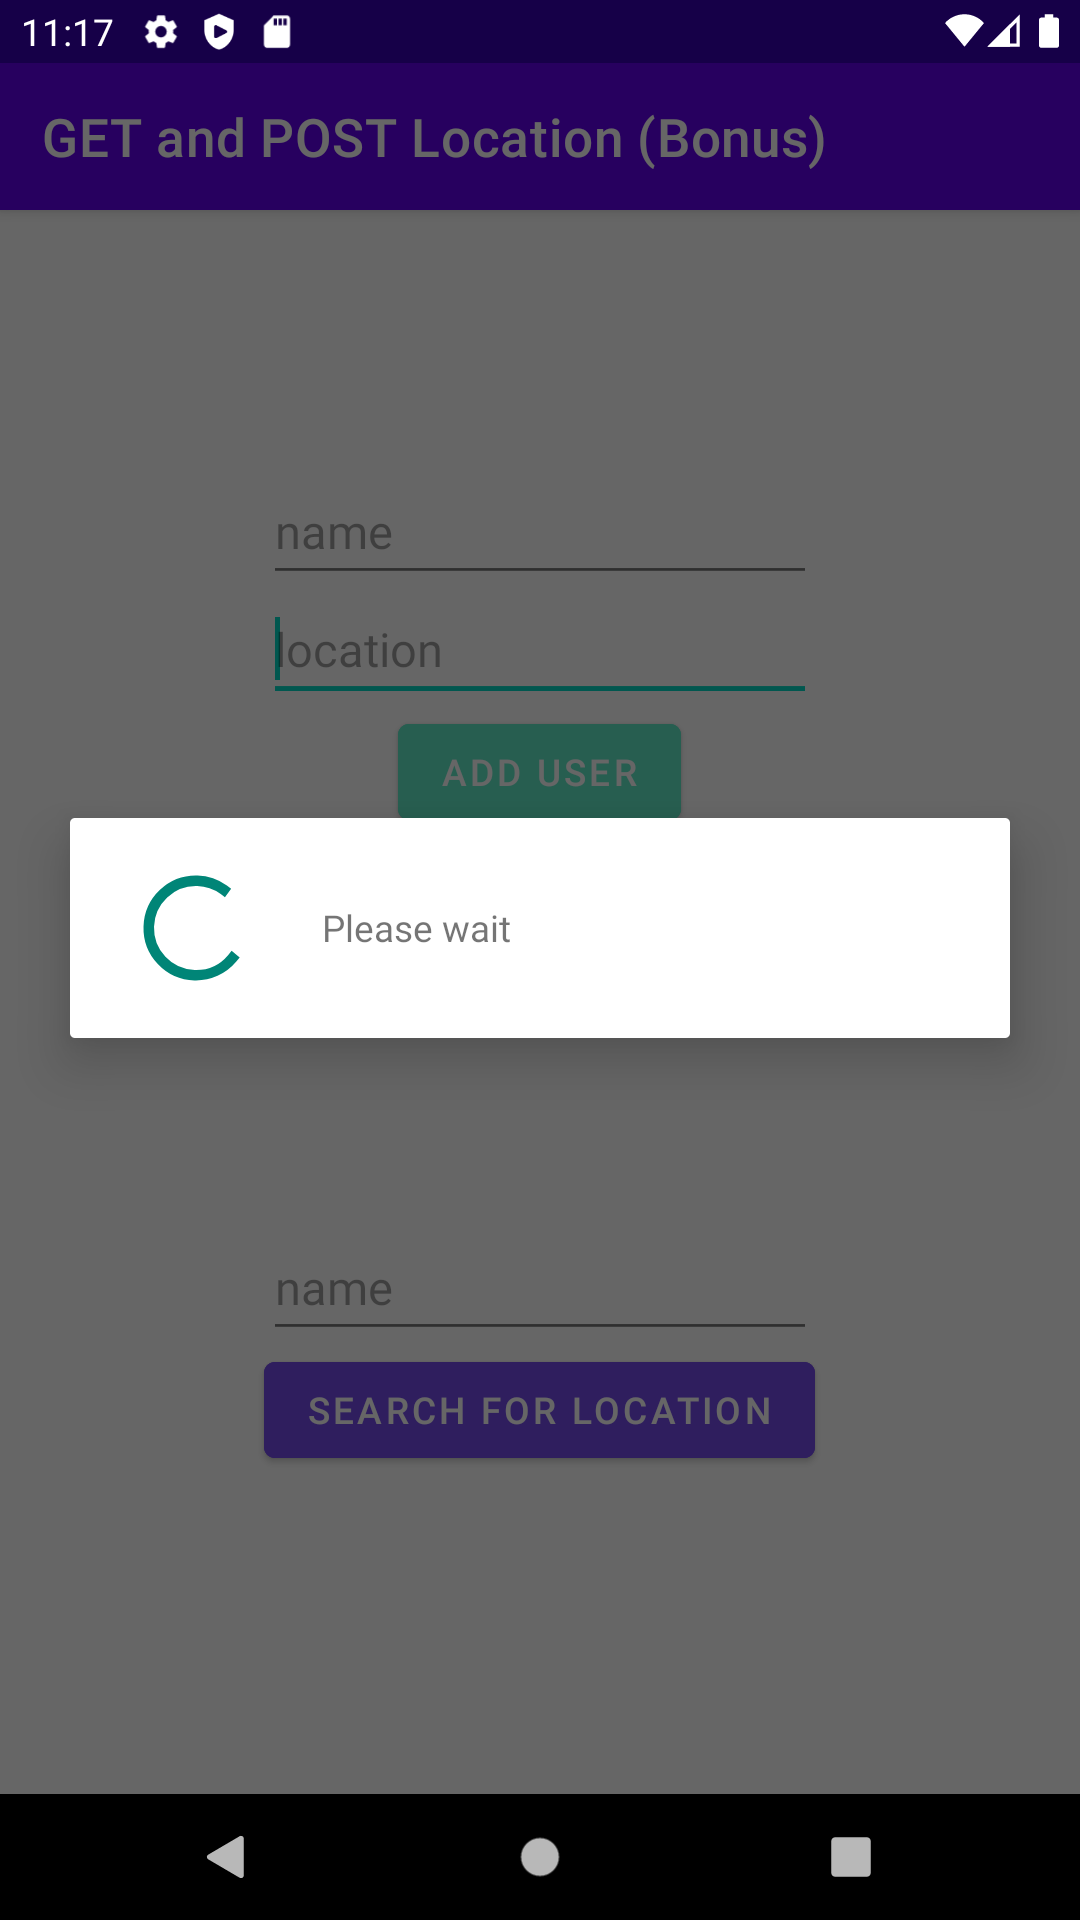 11:17
GET and POST Location (Bonus)
name
location
ADD USER
Please wait
name
SEARCH FOR LOCATION